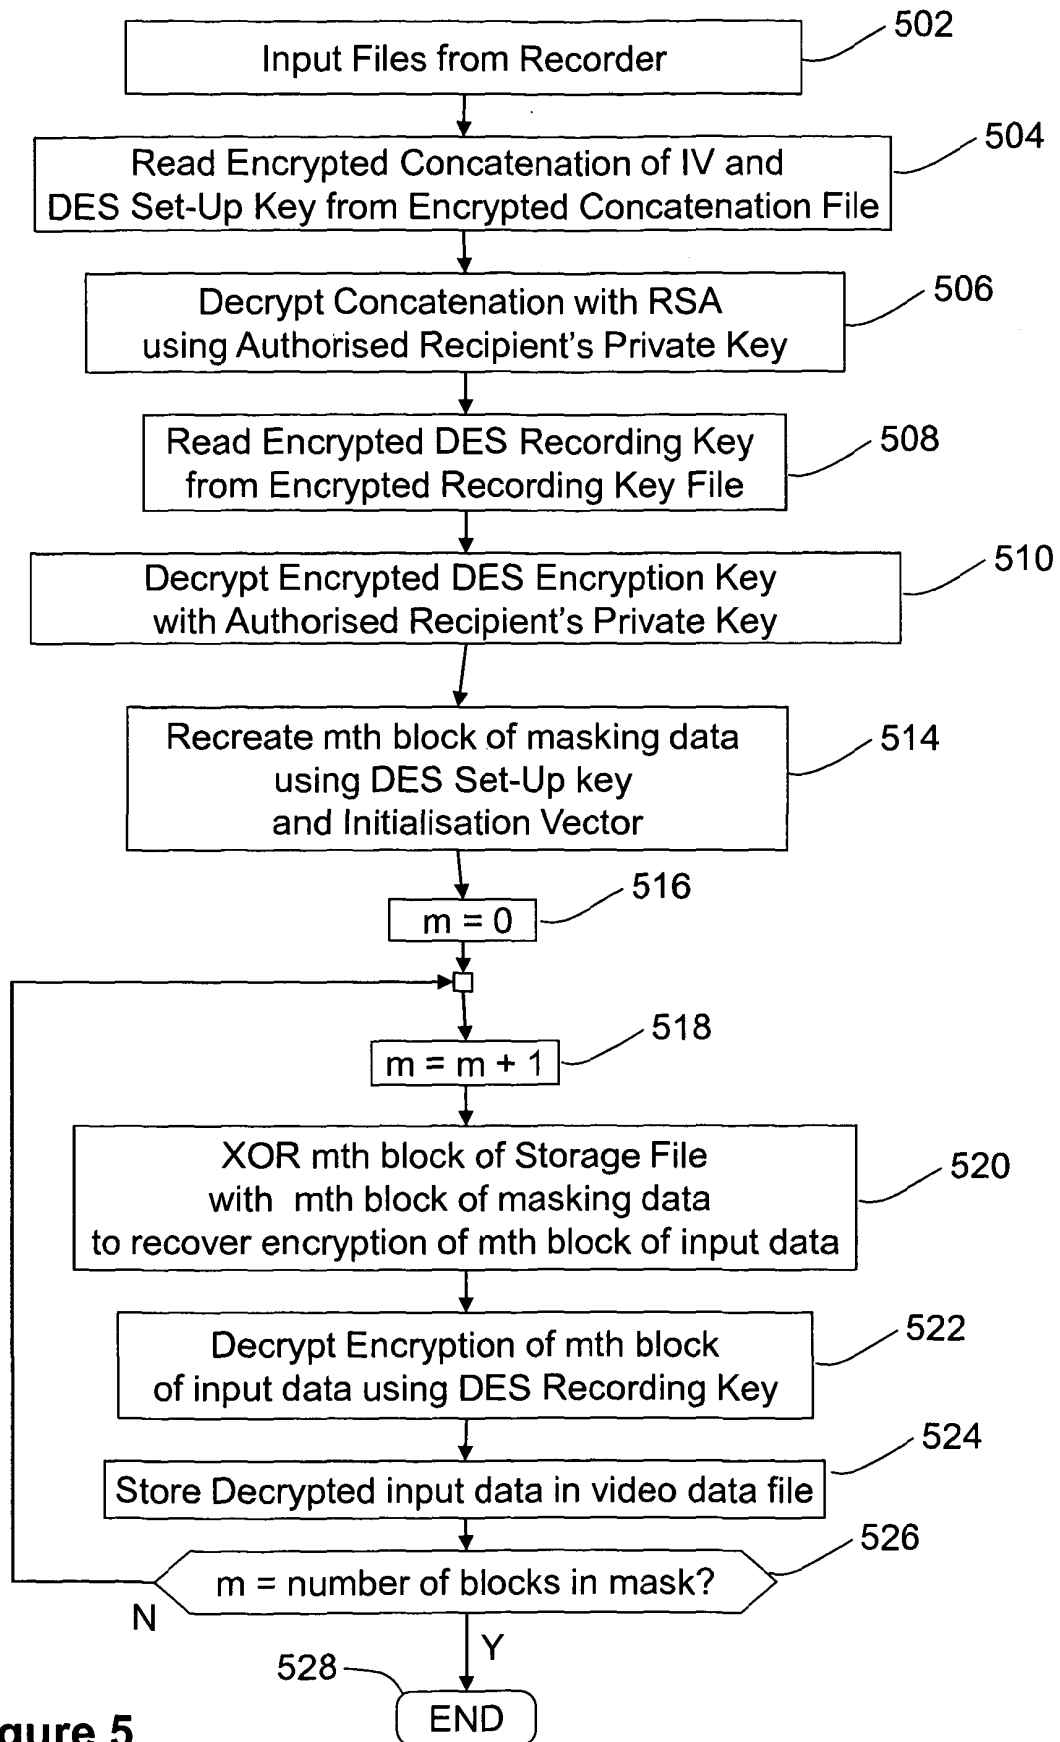 502
Input Files from Recorder
504
Read Encrypted Concatenation of IV and
DES Set-Up Key from Encrypted Concatenation File
506
Decrypt Concatenation with RSA
using Authorised Recipient's Private Key
508
Read Encrypted DES Recording Key
from Encrypted Recording Key File
510
Decrypt Encrypted DES Encryption Key
with Authorised Recipient's Private Key
514
Recreate mth block of masking data
using DES Set-Up key
and Initialisation Vector
516
m = 0
518
m = m + 1
520
XOR mth block of Storage File
with mth block of masking data
to recover encryption of mth block of input data
522
Decrypt Encryption of mth block
of input data using DES Recording Key
524
Store Decrypted input data in video data file
526
m = number of blocks in mask?
N
Y
528
END
gure 5